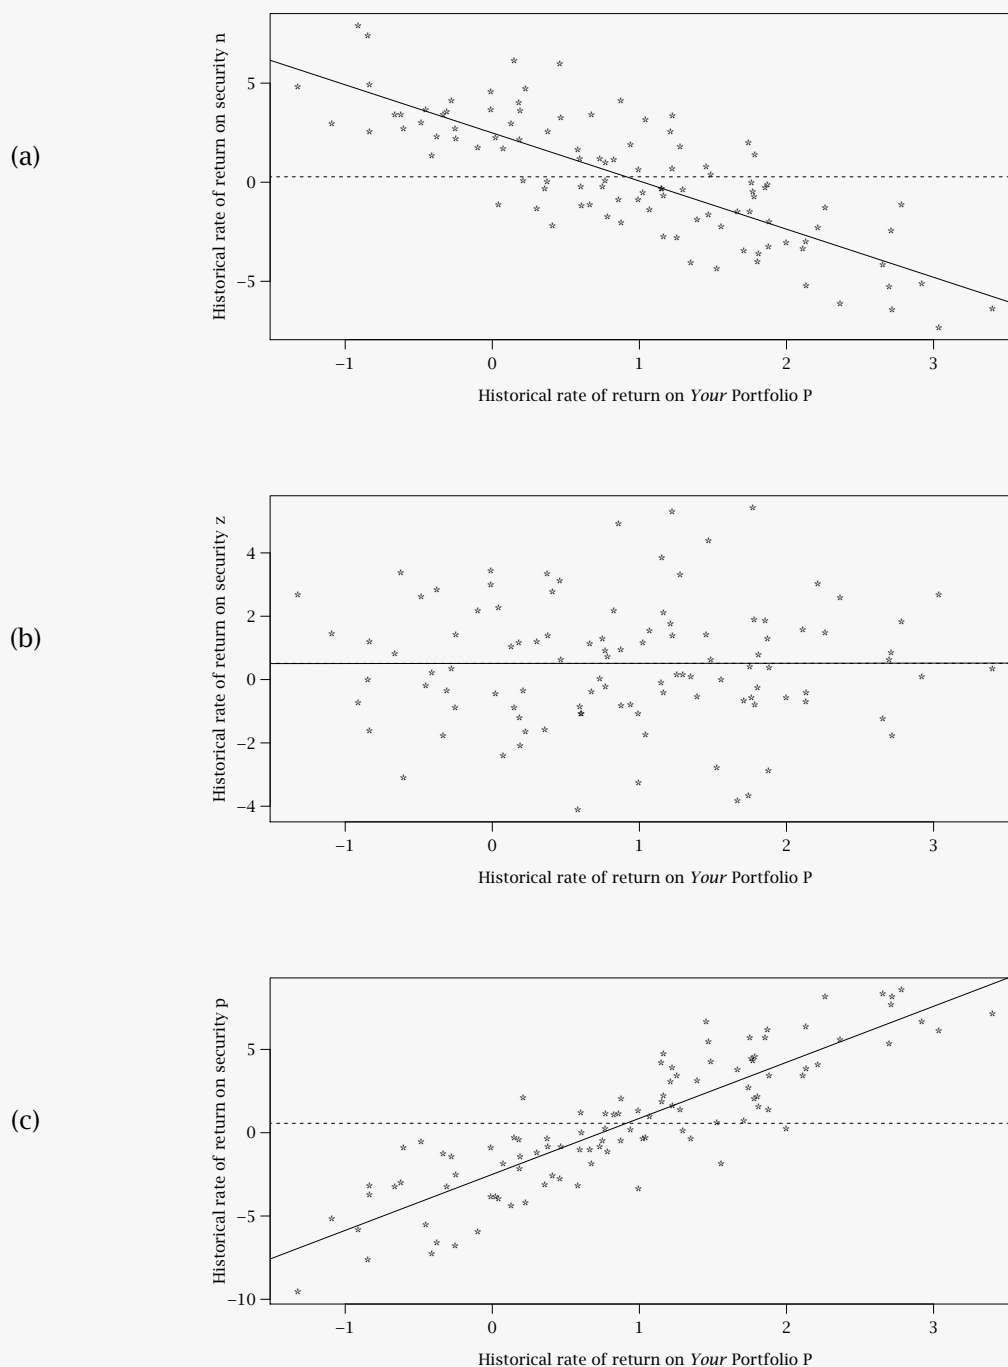 (a)
Historical rate of return on security n
5
0
−5
−1 0 1 2 3
Historical rate of return on Your Portfolio P
(b)
Historical rate of return on security z
4
2
0
−2
−4
−1 0 1 2 3
Historical rate of return on Your Portfolio P
(c)
Historical rate of return on security p
5
0
−5
−10
−1 0 1 2 3
Historical rate of return on Your Portfolio P